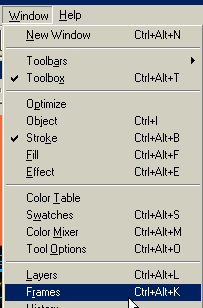 Window Help
New Window Ctrl+Alt+N
Toolbars
Toolbox Ctrl+Alt+T
Optimize
Object Ctrl+I
Stroke Ctrl+Alt+B
Fill Ctrl+Alt+F
Effect Ctrl+Alt+E
Color Table
Swatches Ctrl+Alt+S
Color Mixer Ctrl+Alt+M
Tool Options Ctrl+Alt+O
Layers Ctrl+Alt+L
Frames Ctrl+Alt+K